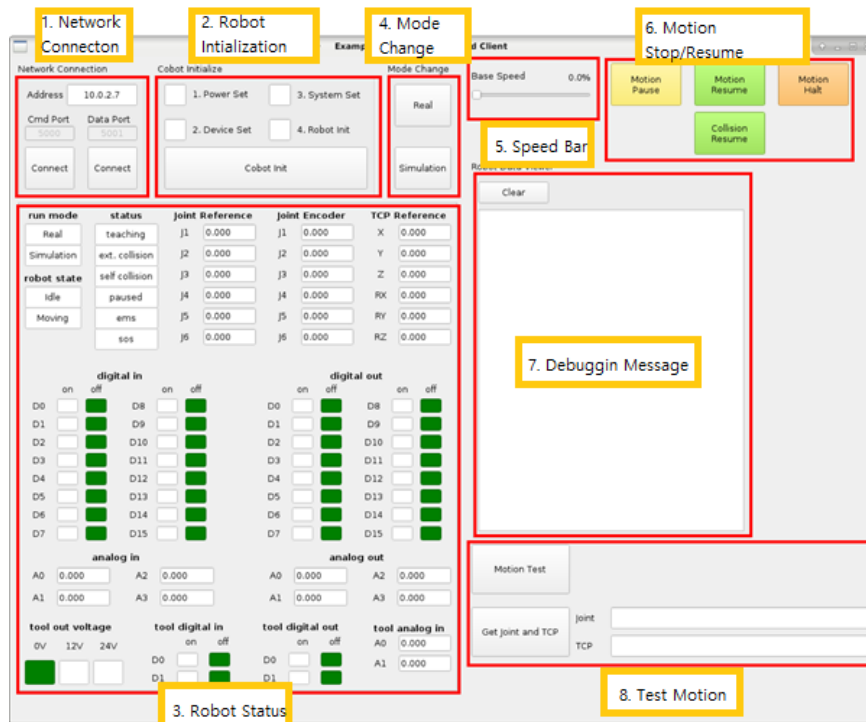 1. Network
Connecton
2. Robot
Intialization
4. Mode
Change
6. Motion
Stop/Resume
Examp
d Client
Network Connection
Cobot Initialize
Mode Change
Address 10.0.2.7
Cmd Port Data Port
5000 5001
Connect Connect
1. Power Set 3. System Set
2. Device Set 4. Robot Init
Cobot Init
Real
Simulation
Base Speed 0.0%
5. Speed Bar
Motion
Pause
Motion
Resume
Motion
Halt
Collision
Resume
Robot Data Viewer
Clear
7. Debuggin Message
run mode status Joint Reference Joint Encoder TCP Reference
Real teaching J1 0.000 J1 0.000 X 0.000
Simulation ext. collision J2 0.000 J2 0.000 Y 0.000
robot state self collision J3 0.000 J3 0.000 Z 0.000
Idle paused J4 0.000 J4 0.000 RX 0.000
Moving ems J5 0.000 J5 0.000 RY 0.000
sos J6 0.000 J6 0.000 RZ 0.000
digital in digital out
on off on off on off on off
D0 D8 D0 D8
D1 D9 D1 D9
D2 D10 D2 D10
D3 D11 D3 D11
D4 D12 D4 D12
D5 D13 D5 D13
D6 D14 D6 D14
D7 D15 D7 D15
analog in analog out
A0 0.000 A2 0.000 A0 0.000 A2 0.000
A1 0.000 A3 0.000 A1 0.000 A3 0.000
tool out voltage tool digital in tool digital out tool analog in
0V 12V 24V on off on off A0 0.000
D0 D0 A1 0.000
D1 D1
3. Robot Status
Motion Test
Get Joint and TCP
Joint
TCP
8. Test Motion